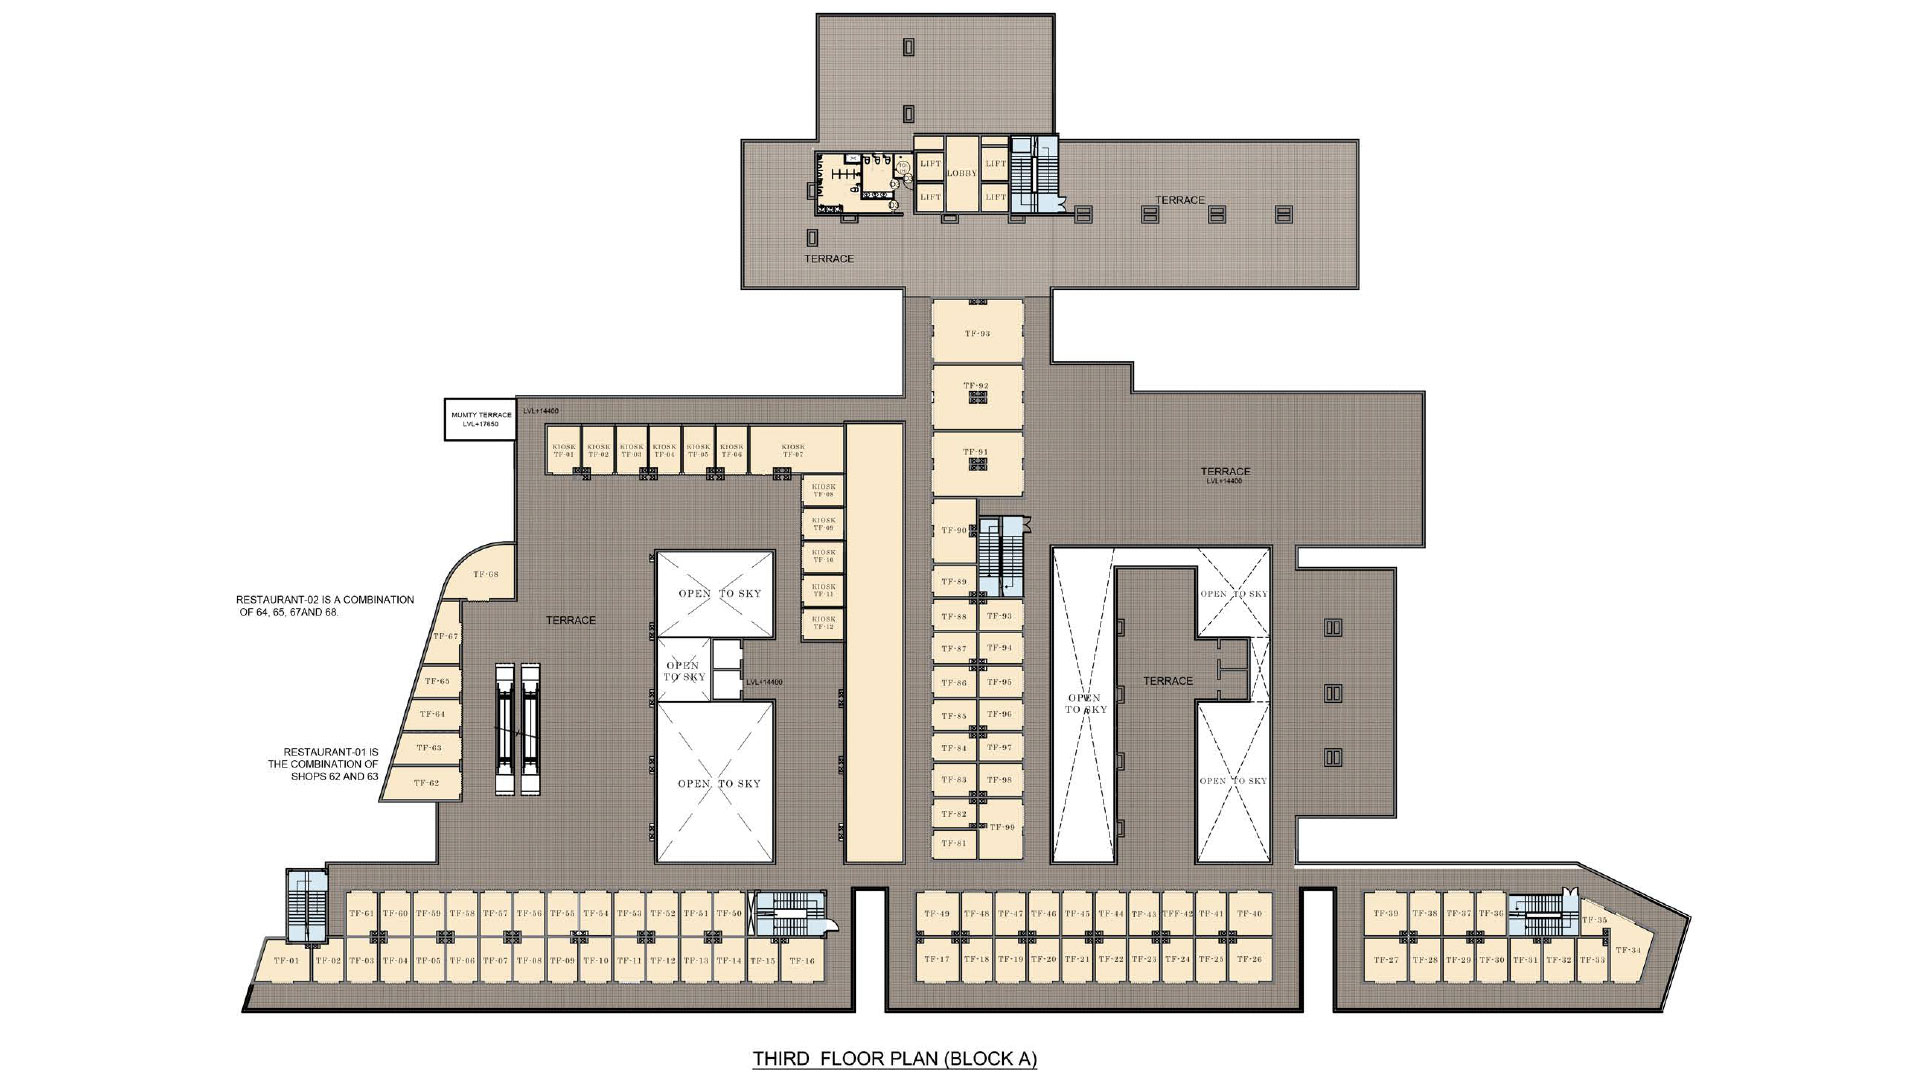 LIFT
LOBBY
LIFT
LIFT
LIFT
TERRACE
TERRACE
TF-93
TF-92
TF-91
MUMTY TERRACE
LVL+17650
LVL+14400
KIOSK
TF-01
KIOSK
TF-02
KIOSK
TF-03
KIOSK
TF-04
KIOSK
TF-05
KIOSK
TF-06
KIOSK
TF-07
KIOSK
TF-08
KIOSK
TF-09
KIOSK
TF-10
KIOSK
TF-11
KIOSK
TF-12
TERRACE
LVL+14400
TF-90
TF-89
TF-88
TF-93
TF-87
TF-94
TF-86
TF-95
TF-85
TF-96
TF-84
TF-97
TF-83
TF-98
TF-82
TF-99
TF-81
TF-68
RESTAURANT-02 IS A COMBINATION
OF 64, 65, 67AND 68.
TF-67
TF-65
TF-64
TF-63
TF-62
RESTAURANT-01 IS
THE COMBINATION OF
SHOPS 62 AND 63
TERRACE
OPEN TO SKY
OPEN
TO SKY
LVL+14400
OPEN TO SKY
OPEN
TO SKY
TERRACE
OPEN TO SKY
OPEN TO SKY
TF-61
TF-60
TF-59
TF-58
TF-57
TF-56
TF-55
TF-54
TF-53
TF-52
TF-51
TF-50
TF-49
TF-48
TF-47
TF-46
TF-45
TF-44
TF-43
TFF-42
TF-41
TF-40
TF-39
TF-38
TF-37
TF-36
TF-35
TF-34
TF-01
TF-02
TF-03
TF-04
TF-05
TF-06
TF-07
TF-08
TF-09
TF-10
TF-11
TF-12
TF-13
TF-14
TF-15
TF-16
TF-17
TF-18
TF-19
TF-20
TF-21
TF-22
TF-23
TF-24
TF-25
TF-26
TF-27
TF-28
TF-29
TF-30
TF-31
TF-32
TF-33
THIRD FLOOR PLAN (BLOCK A)